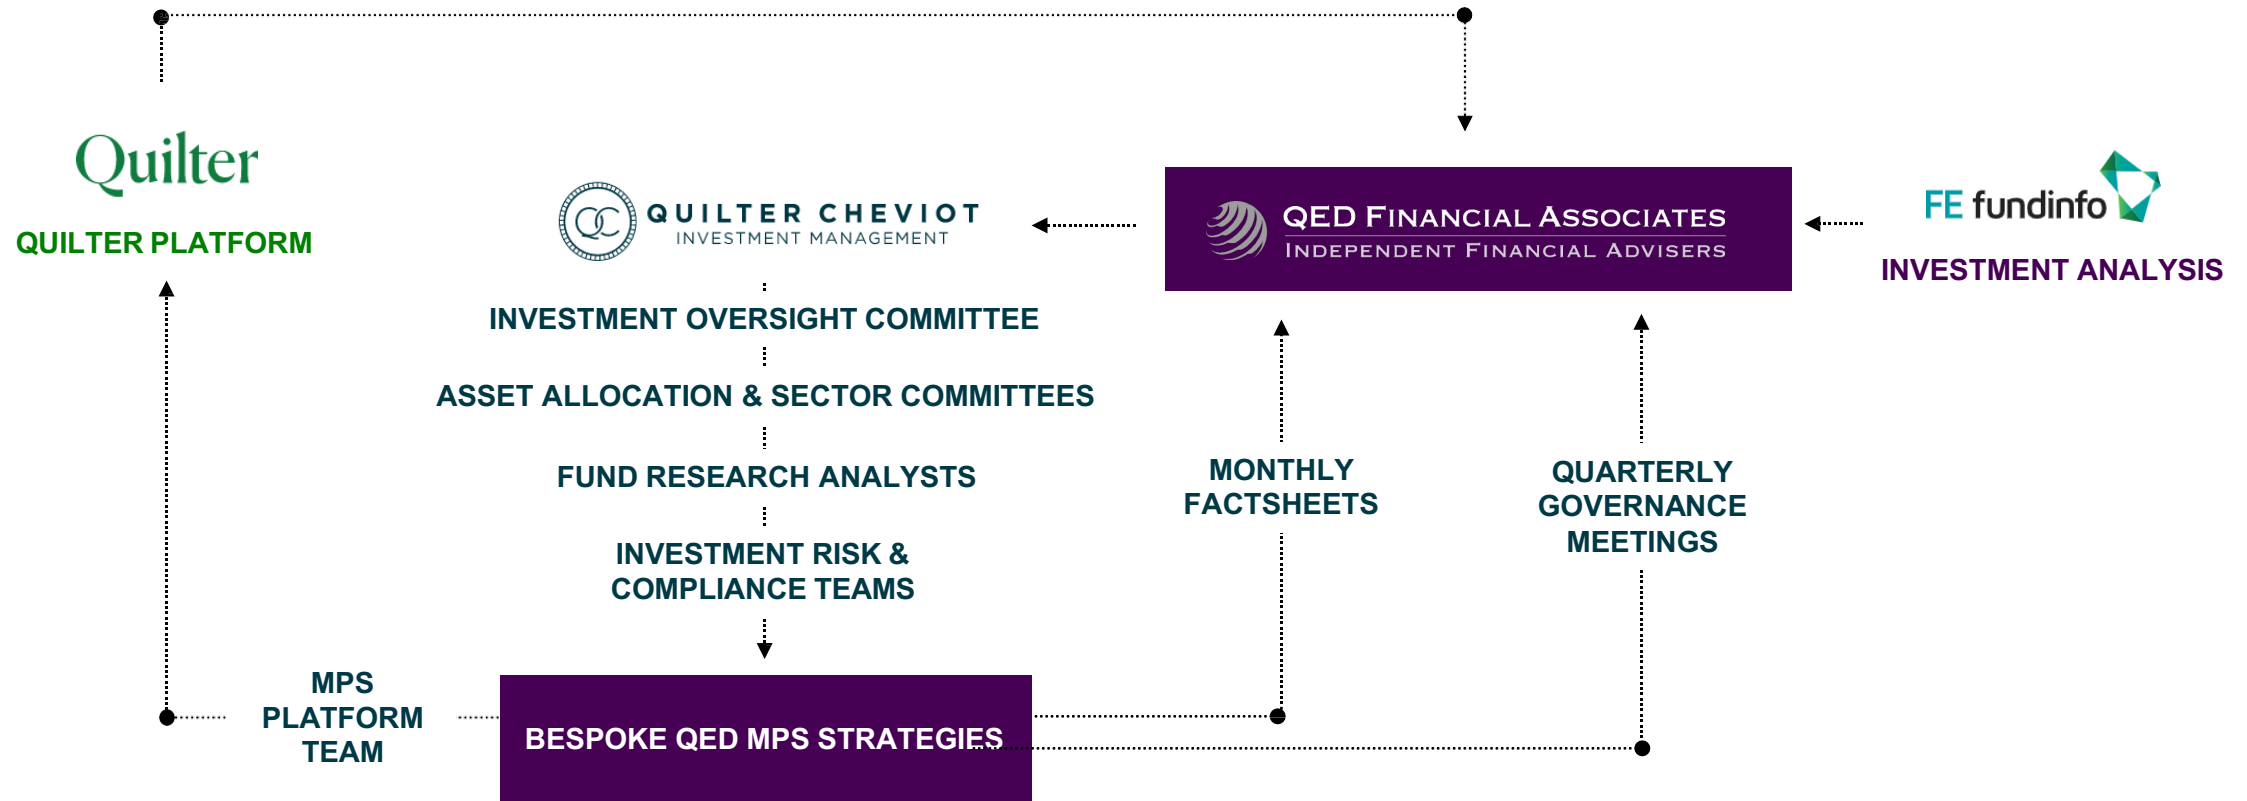 Quilter
QUILTER PLATFORM
QC
QUILTER CHEVIOT
INVESTMENT MANAGEMENT
QED FINANCIAL ASSOCIATES
INDEPENDENT FINANCIAL ADVISERS
FE fundinfo
INVESTMENT ANALYSIS
INVESTMENT OVERSIGHT COMMITTEE
ASSET ALLOCATION & SECTOR COMMITTEES
FUND RESEARCH ANALYSTS
INVESTMENT RISK &
COMPLIANCE TEAMS
MONTHLY
FACTSHEETS
QUARTERLY
GOVERNANCE
MEETINGS
MPS
PLATFORM
TEAM
BESPOKE QED MPS STRATEGIES